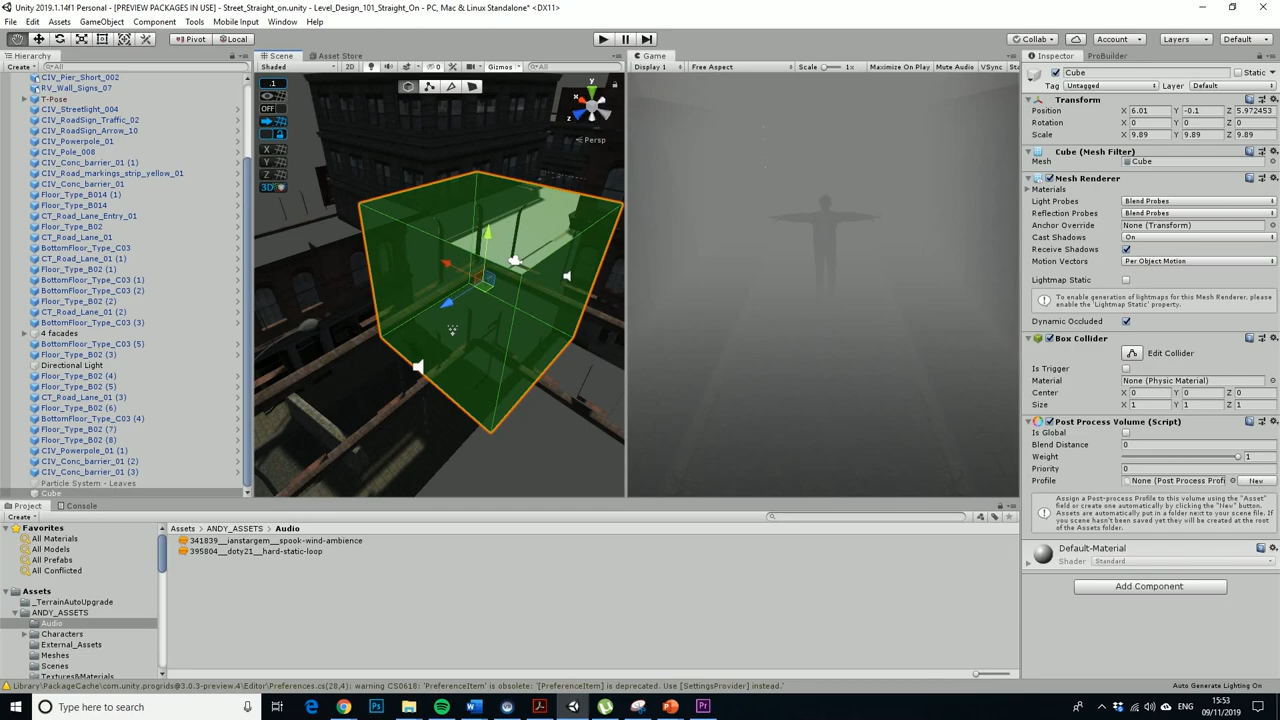 Unity 2019.1.14f1 Personal - [PREVIEW PACKAGES IN USE] - Street_Straight_on.unity - Level_Design_101_Straight_On - PC, Mac & Linux Standalone* <DX11>
File Edit Assets GameObject Component Tools Mobile Input Window Help
Pivot Local Collab Account Layers Default
Hierarchy
Create All
CIV_Pier_Short_002
RV_Wall_Signs_07
T-Pose
CIV_Streetlight_004
CIV_RoadSign_Traffic_02
CIV_RoadSign_Arrow_10
CIV_Powerpole_01
CIV_Pole_008
CIV_Conc_barrier_01 (1)
CIV_Road_markings_strip_yellow_01
CIV_Conc_barrier_01
Floor_Type_B014 (1)
Floor_Type_B014
CT_Road_Lane_Entry_01
Floor_Type_B02
CT_Road_Lane_01
BottomFloor_Type_C03
CT_Road_Lane_01 (1)
Floor_Type_B02 (1)
BottomFloor_Type_C03 (1)
BottomFloor_Type_C03 (2)
Floor_Type_B02 (2)
CT_Road_Lane_01 (2)
BottomFloor_Type_C03 (3)
4 facades
BottomFloor_Type_C03 (5)
Floor_Type_B02 (3)
Directional Light
Floor_Type_B02 (4)
Floor_Type_B02 (5)
CT_Road_Lane_01 (3)
Floor_Type_B02 (6)
BottomFloor_Type_C03 (4)
Floor_Type_B02 (7)
Floor_Type_B02 (8)
CIV_Powerpole_01 (1)
CIV_Conc_barrier_01 (2)
CIV_Conc_barrier_01 (3)
Particle System - Leaves
Cube
Scene Asset Store
Shaded 2D 0 Gizmos All
.1
OFF
X
Y
Z
3D
y
x
z
Persp
Game
Display 1 Free Aspect Scale 1x Maximize On Play Mute Audio VSync Sta
Inspector ProBuilder
Cube Static
Tag Untagged Layer Default
Transform
Position X 6.01 Y -0.1 Z 5.972453
Rotation X 0 Y 0 Z 0
Scale X 9.89 Y 9.89 Z 9.89
Cube (Mesh Filter)
Mesh Cube
Mesh Renderer
Materials
Light Probes Blend Probes
Reflection Probes Blend Probes
Anchor Override None (Transform)
Cast Shadows On
Receive Shadows
Motion Vectors Per Object Motion
Lightmap Static
To enable generation of lightmaps for this Mesh Renderer, please enable the 'Lightmap Static' property.
Dynamic Occluded
Box Collider
Edit Collider
Is Trigger
Material None (Physic Material)
Center X 0 Y 0 Z 0
Size X 1 Y 1 Z 1
Post Process Volume (Script)
Is Global
Blend Distance 0
Weight 1
Priority 0
Profile None (Post Process Profi New
Assign a Post-process Profile to this volume using the "Asset" field or create one automatically by clicking the "New" button. Assets are automatically put in a folder next to your scene file. If you scene hasn't been saved yet they will be created at the root of the Assets folder.
Default-Material
Shader Standard
Add Component
Project Console
Create
Favorites
All Materials
All Models
All Prefabs
All Conflicted
Assets
_TerrainAutoUpgrade
ANDY_ASSETS
Audio
Characters
External_Assets
Meshes
Scenes
Textures&Materials
Assets ANDY_ASSETS Audio
341839__ianstargem__spook-wind-ambience
395804__doty21__hard-static-loop
Library\PackageCache\com.unity.progrids@3.0.3-preview.4\Editor\Preferences.cs(28,4): warning CS0618: 'PreferenceItem' is obsolete: '[PreferenceItem] is deprecated. Use [SettingsProvider] instead.'
Auto Generate Lighting On
Type here to search
15:53
09/11/2019